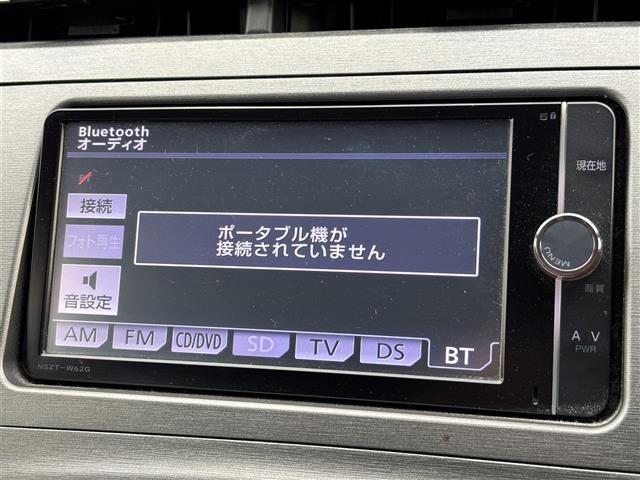 Bluetooth
オーディオ
BT
接続
フォト再生
音設定
ポータブル機が
接続されていません
AM FM CD/DVD SD TV DS BT
NSZT-W62G
現在地
MENU
画質
A V
PWR